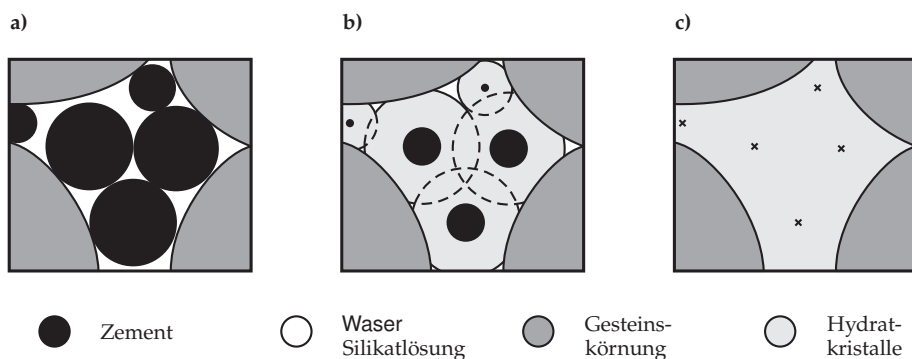 a)
b)
c)
Zement
Waser
Silikatlösung
Gesteins-
körnung
Hydrat-
kristalle